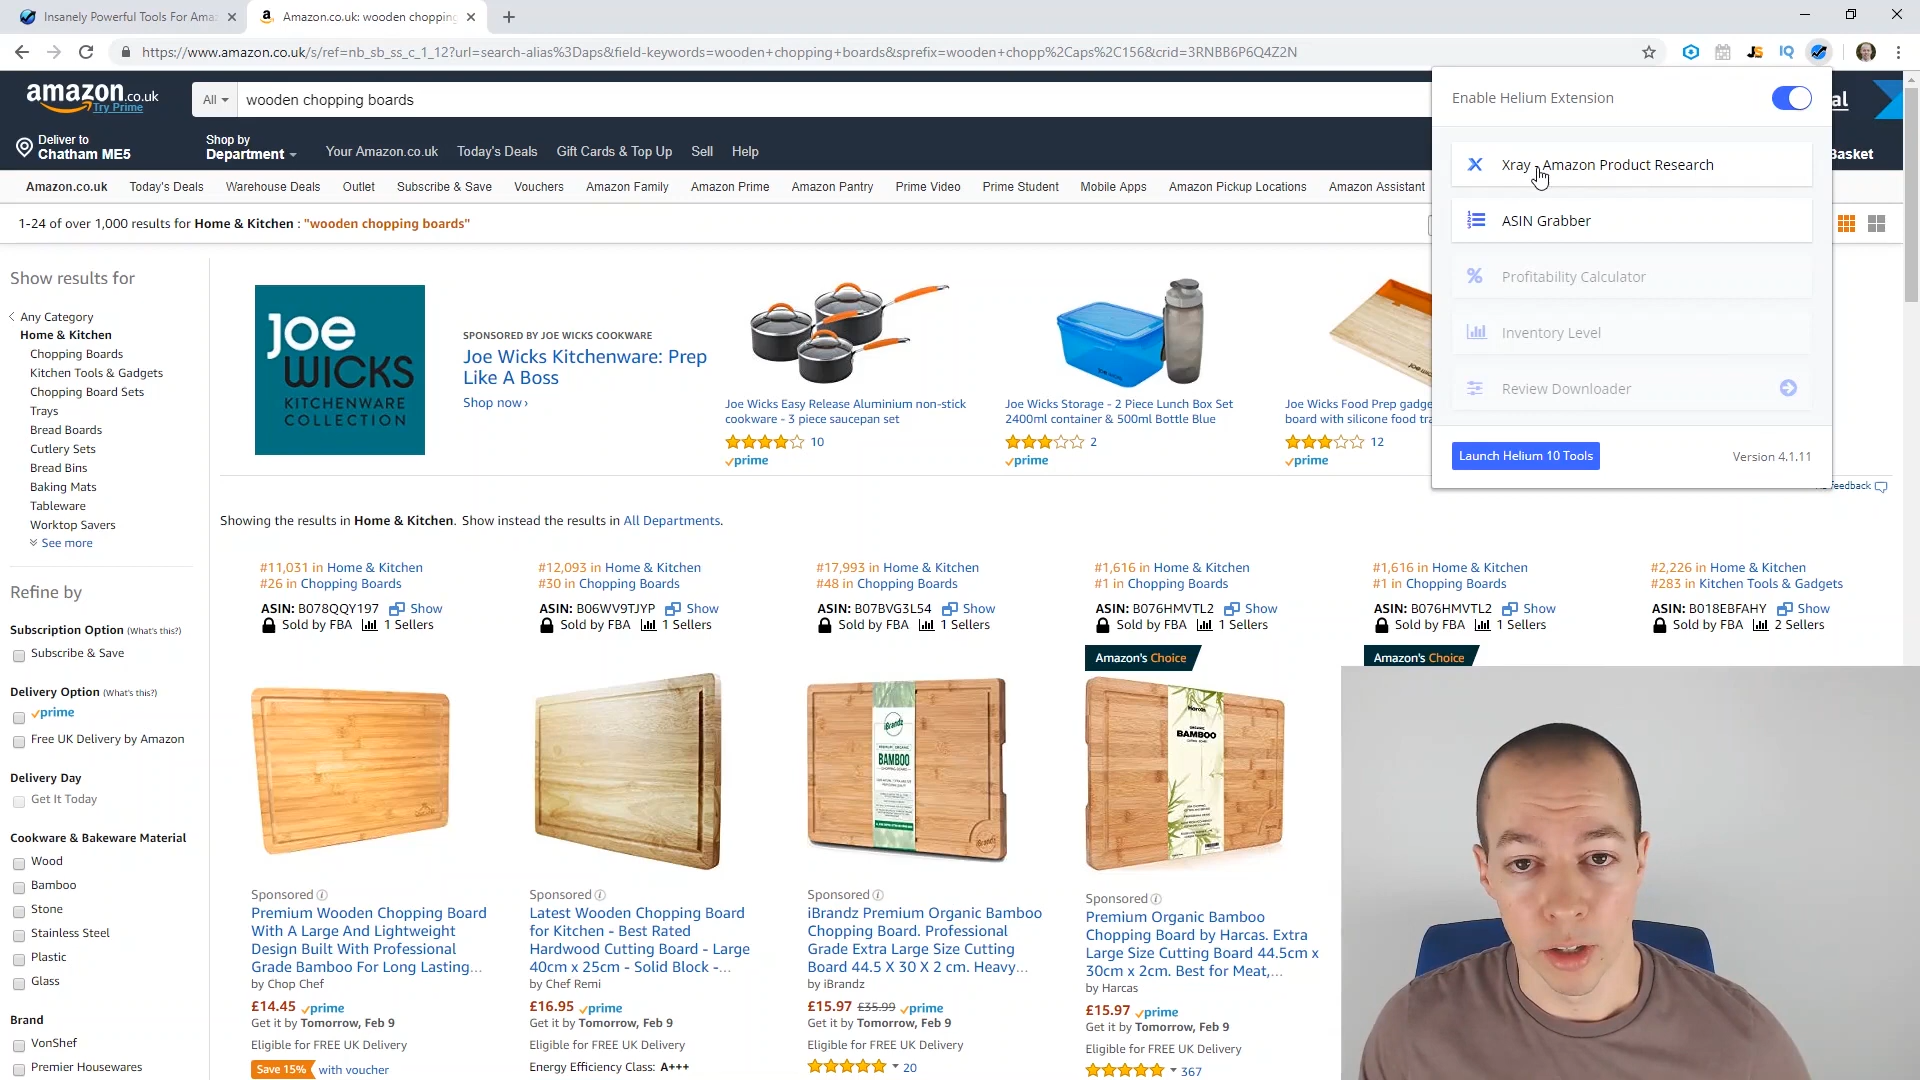 Insanely Powerful Tools For Ama
Amazon.co.uk: wooden chopping
https://www.amazon.co.uk/s/ref=nb_sb_ss_c_1_12?url=search-alias%3Daps&field-keywords=wooden+chopping+boards&sprefix=wooden+chopp%2Caps%2C156&crid=3RNBB6P6Q4Z2N
JS IQ
amazon.co.uk
Try Prime
All
wooden chopping boards
Deliver to
Chatham ME5
Shop by
Department
Your Amazon.co.uk Today's Deals Gift Cards & Top Up Sell Help
Basket
Amazon.co.uk Today's Deals Warehouse Deals Outlet Subscribe & Save Vouchers Amazon Family Amazon Prime Amazon Pantry Prime Video Prime Student Mobile Apps Amazon Pickup Locations Amazon Assistant
1-24 of over 1,000 results for Home & Kitchen : "wooden chopping boards"
Enable Helium Extension
Xray - Amazon Product Research
ASIN Grabber
Profitability Calculator
Inventory Level
Review Downloader
Launch Helium 10 Tools
Version 4.1.11
feedback
Show results for
Any Category
Home & Kitchen
Chopping Boards
Kitchen Tools & Gadgets
Chopping Board Sets
Trays
Bread Boards
Cutlery Sets
Bread Bins
Baking Mats
Tableware
Worktop Savers
See more
Refine by
Subscription Option (What's this?)
Subscribe & Save
Delivery Option (What's this?)
prime
Free UK Delivery by Amazon
Delivery Day
Get It Today
Cookware & Bakeware Material
Wood
Bamboo
Stone
Stainless Steel
Plastic
Glass
Brand
VonShef
Premier Housewares
Joe
WICKS
KITCHENWARE
COLLECTION
SPONSORED BY JOE WICKS COOKWARE
Joe Wicks Kitchenware: Prep
Like A Boss
Shop now ›
Joe Wicks Easy Release Aluminium non-stick
cookware - 3 piece saucepan set
10
prime
Joe Wicks Storage - 2 Piece Lunch Box Set
2400ml container & 500ml Bottle Blue
2
prime
Joe Wicks Food Prep gadge
board with silicone food tra
12
prime
Showing the results in Home & Kitchen. Show instead the results in All Departments.
#11,031 in Home & Kitchen
#26 in Chopping Boards
ASIN: B078QQY197 Show
Sold by FBA 1 Sellers
#12,093 in Home & Kitchen
#30 in Chopping Boards
ASIN: B06WV9TJYP Show
Sold by FBA 1 Sellers
#17,993 in Home & Kitchen
#48 in Chopping Boards
ASIN: B07BVG3L54 Show
Sold by FBA 1 Sellers
#1,616 in Home & Kitchen
#1 in Chopping Boards
ASIN: B076HMVTL2 Show
Sold by FBA 1 Sellers
#1,616 in Home & Kitchen
#1 in Chopping Boards
ASIN: B076HMVTL2 Show
Sold by FBA 1 Sellers
#2,226 in Home & Kitchen
#283 in Kitchen Tools & Gadgets
ASIN: B018EBFAHY Show
Sold by FBA 2 Sellers
Amazon's Choice
Amazon's Choice
iBrandz
BAMBOO
Harcas
BAMBOO
Sponsored
Premium Wooden Chopping Board
With A Large And Lightweight
Design Built With Professional
Grade Bamboo For Long Lasting...
by Chop Chef
£14.45 prime
Get it by Tomorrow, Feb 9
Eligible for FREE UK Delivery
Save 15% with voucher
Sponsored
Latest Wooden Chopping Board
for Kitchen - Best Rated
Hardwood Cutting Board - Large
40cm x 25cm - Solid Block -...
by Chef Remi
£16.95 prime
Get it by Tomorrow, Feb 9
Eligible for FREE UK Delivery
Energy Efficiency Class: A+++
Sponsored
iBrandz Premium Organic Bamboo
Chopping Board. Professional
Grade Extra Large Size Cutting
Board 44.5 X 30 X 2 cm. Heavy...
by iBrandz
£15.97 £35.99 prime
Get it by Tomorrow, Feb 9
Eligible for FREE UK Delivery
20
Sponsored
Premium Organic Bamboo
Chopping Board by Harcas. Extra
Large Size Cutting Board 44.5cm x
30cm x 2cm. Best for Meat,...
by Harcas
£15.97 prime
Get it by Tomorrow, Feb 9
Eligible for FREE UK Delivery
367